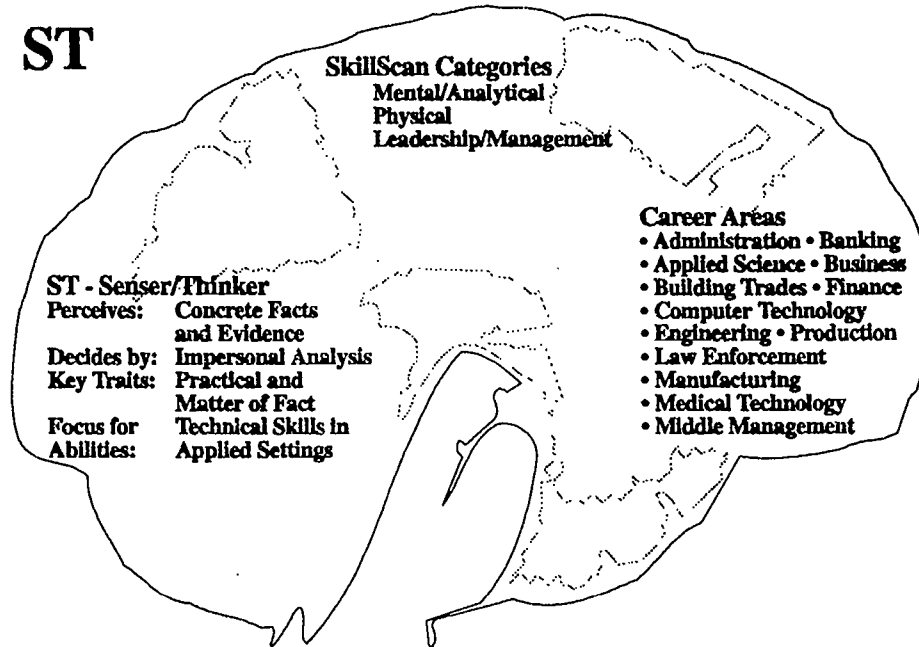 ST
SkillScan Categories
Mental/Analytical
Physical
Leadership/Management
ST - Senser/Thinker
Perceives: Concrete Facts
and Evidence
Decides by: Impersonal Analysis
Key Traits: Practical and
Matter of Fact
Focus for Technical Skills in
Abilities: Applied Settings
Career Areas
• Administration • Banking
• Applied Science • Business
• Building Trades • Finance
• Computer Technology
• Engineering • Production
• Law Enforcement
• Manufacturing
• Medical Technology
• Middle Management